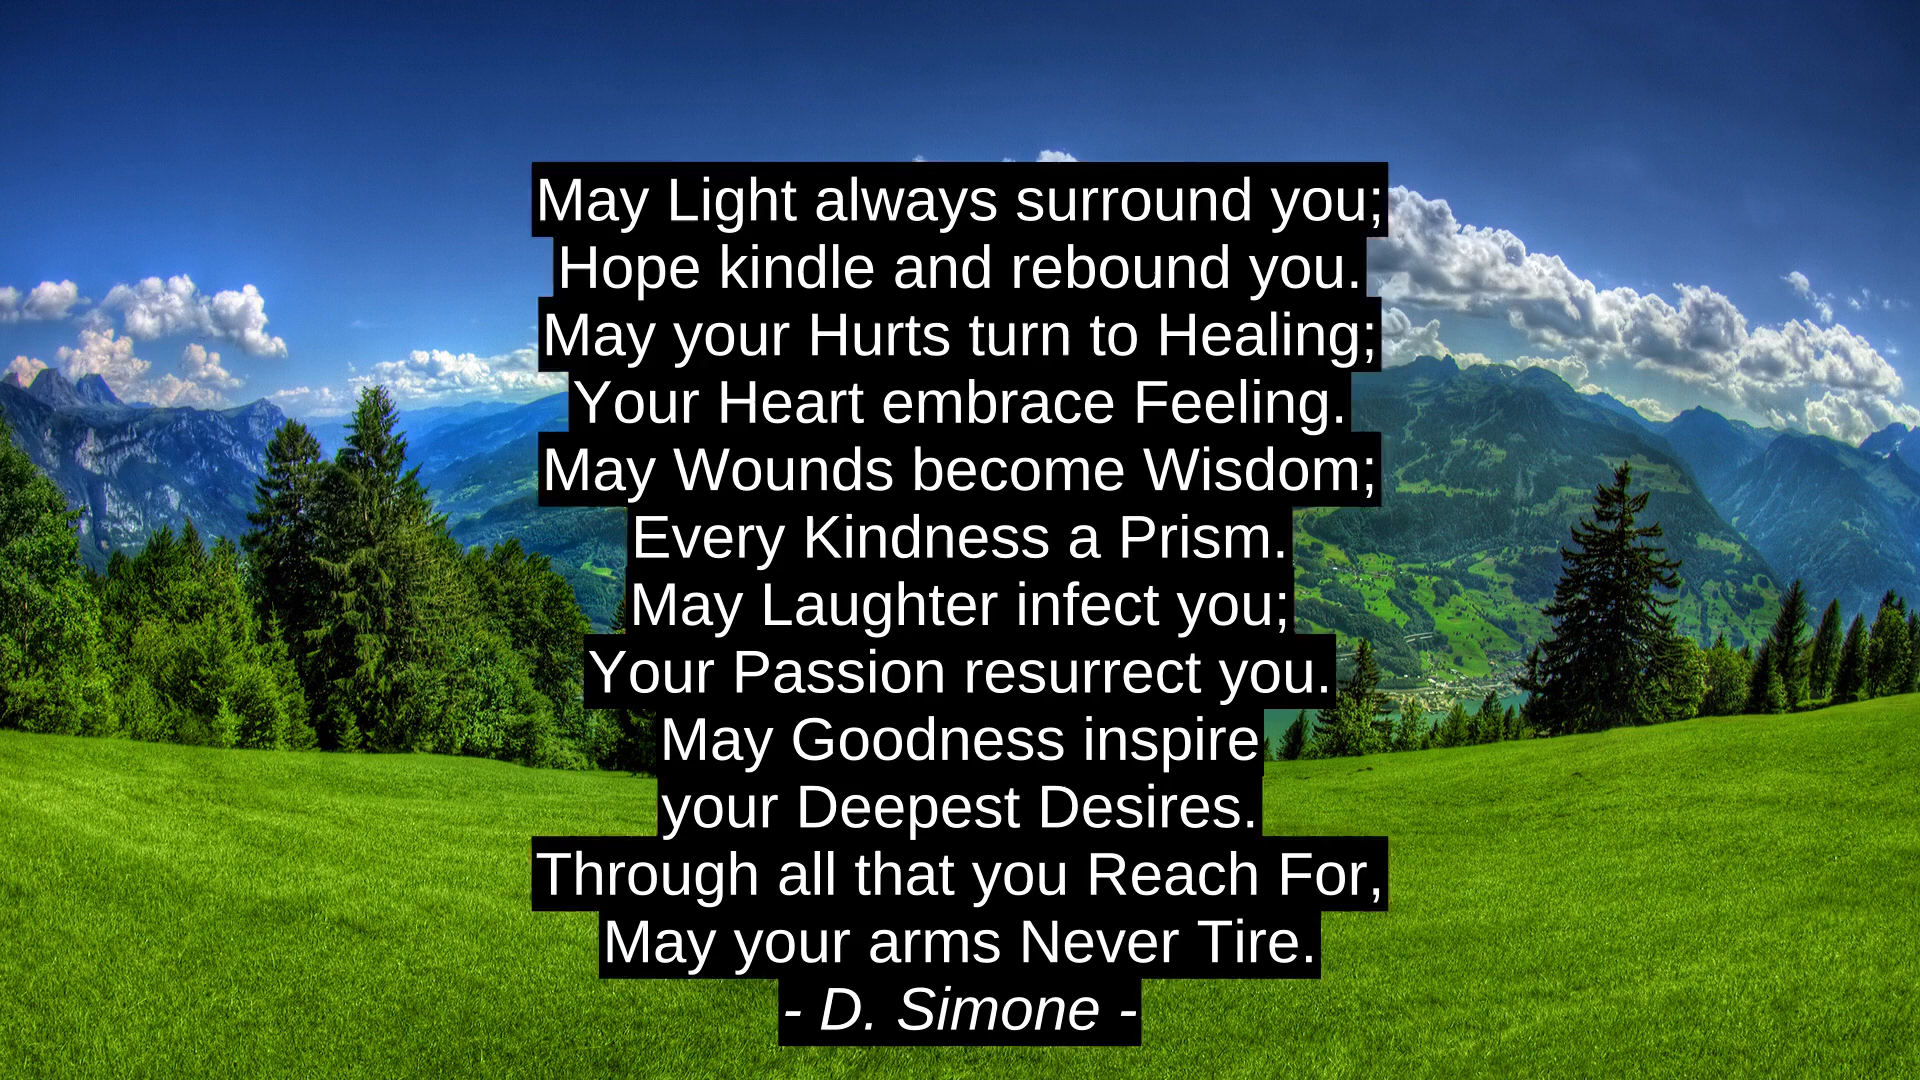 May Light always surround you;
Hope kindle and rebound you.
May your Hurts turn to Healing;
Your Heart embrace Feeling.
May Wounds become Wisdom;
Every Kindness a Prism.
May Laughter infect you;
Your Passion resurrect you.
May Goodness inspire
your Deepest Desires.
Through all that you Reach For,
May your arms Never Tire.
- D. Simone -